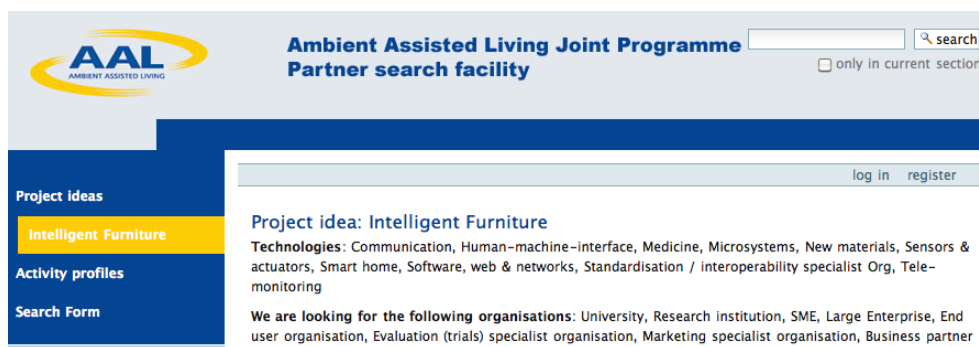 AAL
AMBIENT ASSISTED LIVING
Ambient Assisted Living Joint Programme
Partner search facility
search
only in current section
log in register
Project ideas
Intelligent Furniture
Activity profiles
Search Form
Project idea: Intelligent Furniture
Technologies: Communication, Human-machine-interface, Medicine, Microsystems, New materials, Sensors &
actuators, Smart home, Software, web & networks, Standardisation / interoperability specialist Org, Tele-
monitoring
We are looking for the following organisations: University, Research institution, SME, Large Enterprise, End
user organisation, Evaluation (trials) specialist organisation, Marketing specialist organisation, Business partner